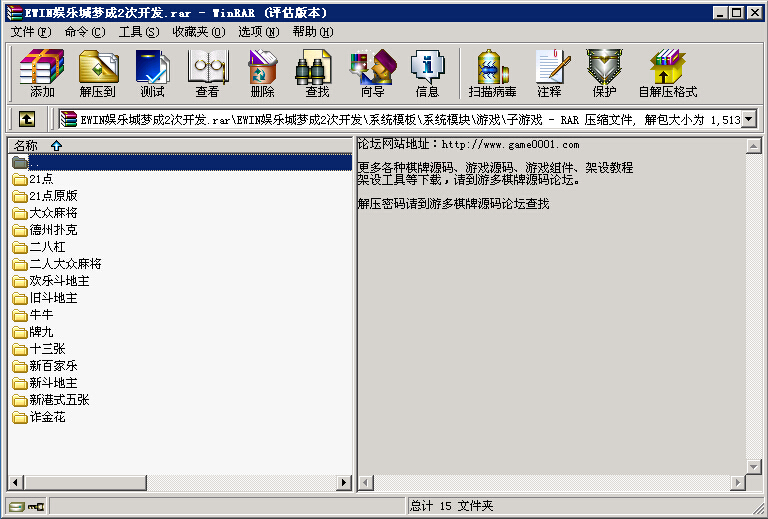 EWIN娱乐城梦成2次开发.rar - WinRAR (评估版本)
文件(F) 命令(C) 工具(S) 收藏夹(O) 选项(N) 帮助(H)
添加 解压到 测试 查看 删除 查找 向导 信息 扫描病毒 注释 保护 自解压格式
EWIN娱乐城梦成2次开发.rar\EWIN娱乐城梦成2次开发\系统模板\系统模块\游戏\子游戏 - RAR 压缩文件, 解包大小为 1,513
名称
..
21点
21点原版
大众麻将
德州扑克
二八杠
二人大众麻将
欢乐斗地主
旧斗地主
牛牛
牌九
十三张
新百家乐
新斗地主
新港式五张
诈金花
论坛网站地址：http://www.game0001.com
更多各种棋牌源码、游戏源码、游戏组件、架设教程
架设工具等下载，请到游多棋牌源码论坛。
解压密码请到游多棋牌源码论坛查找
总计 15 文件夹